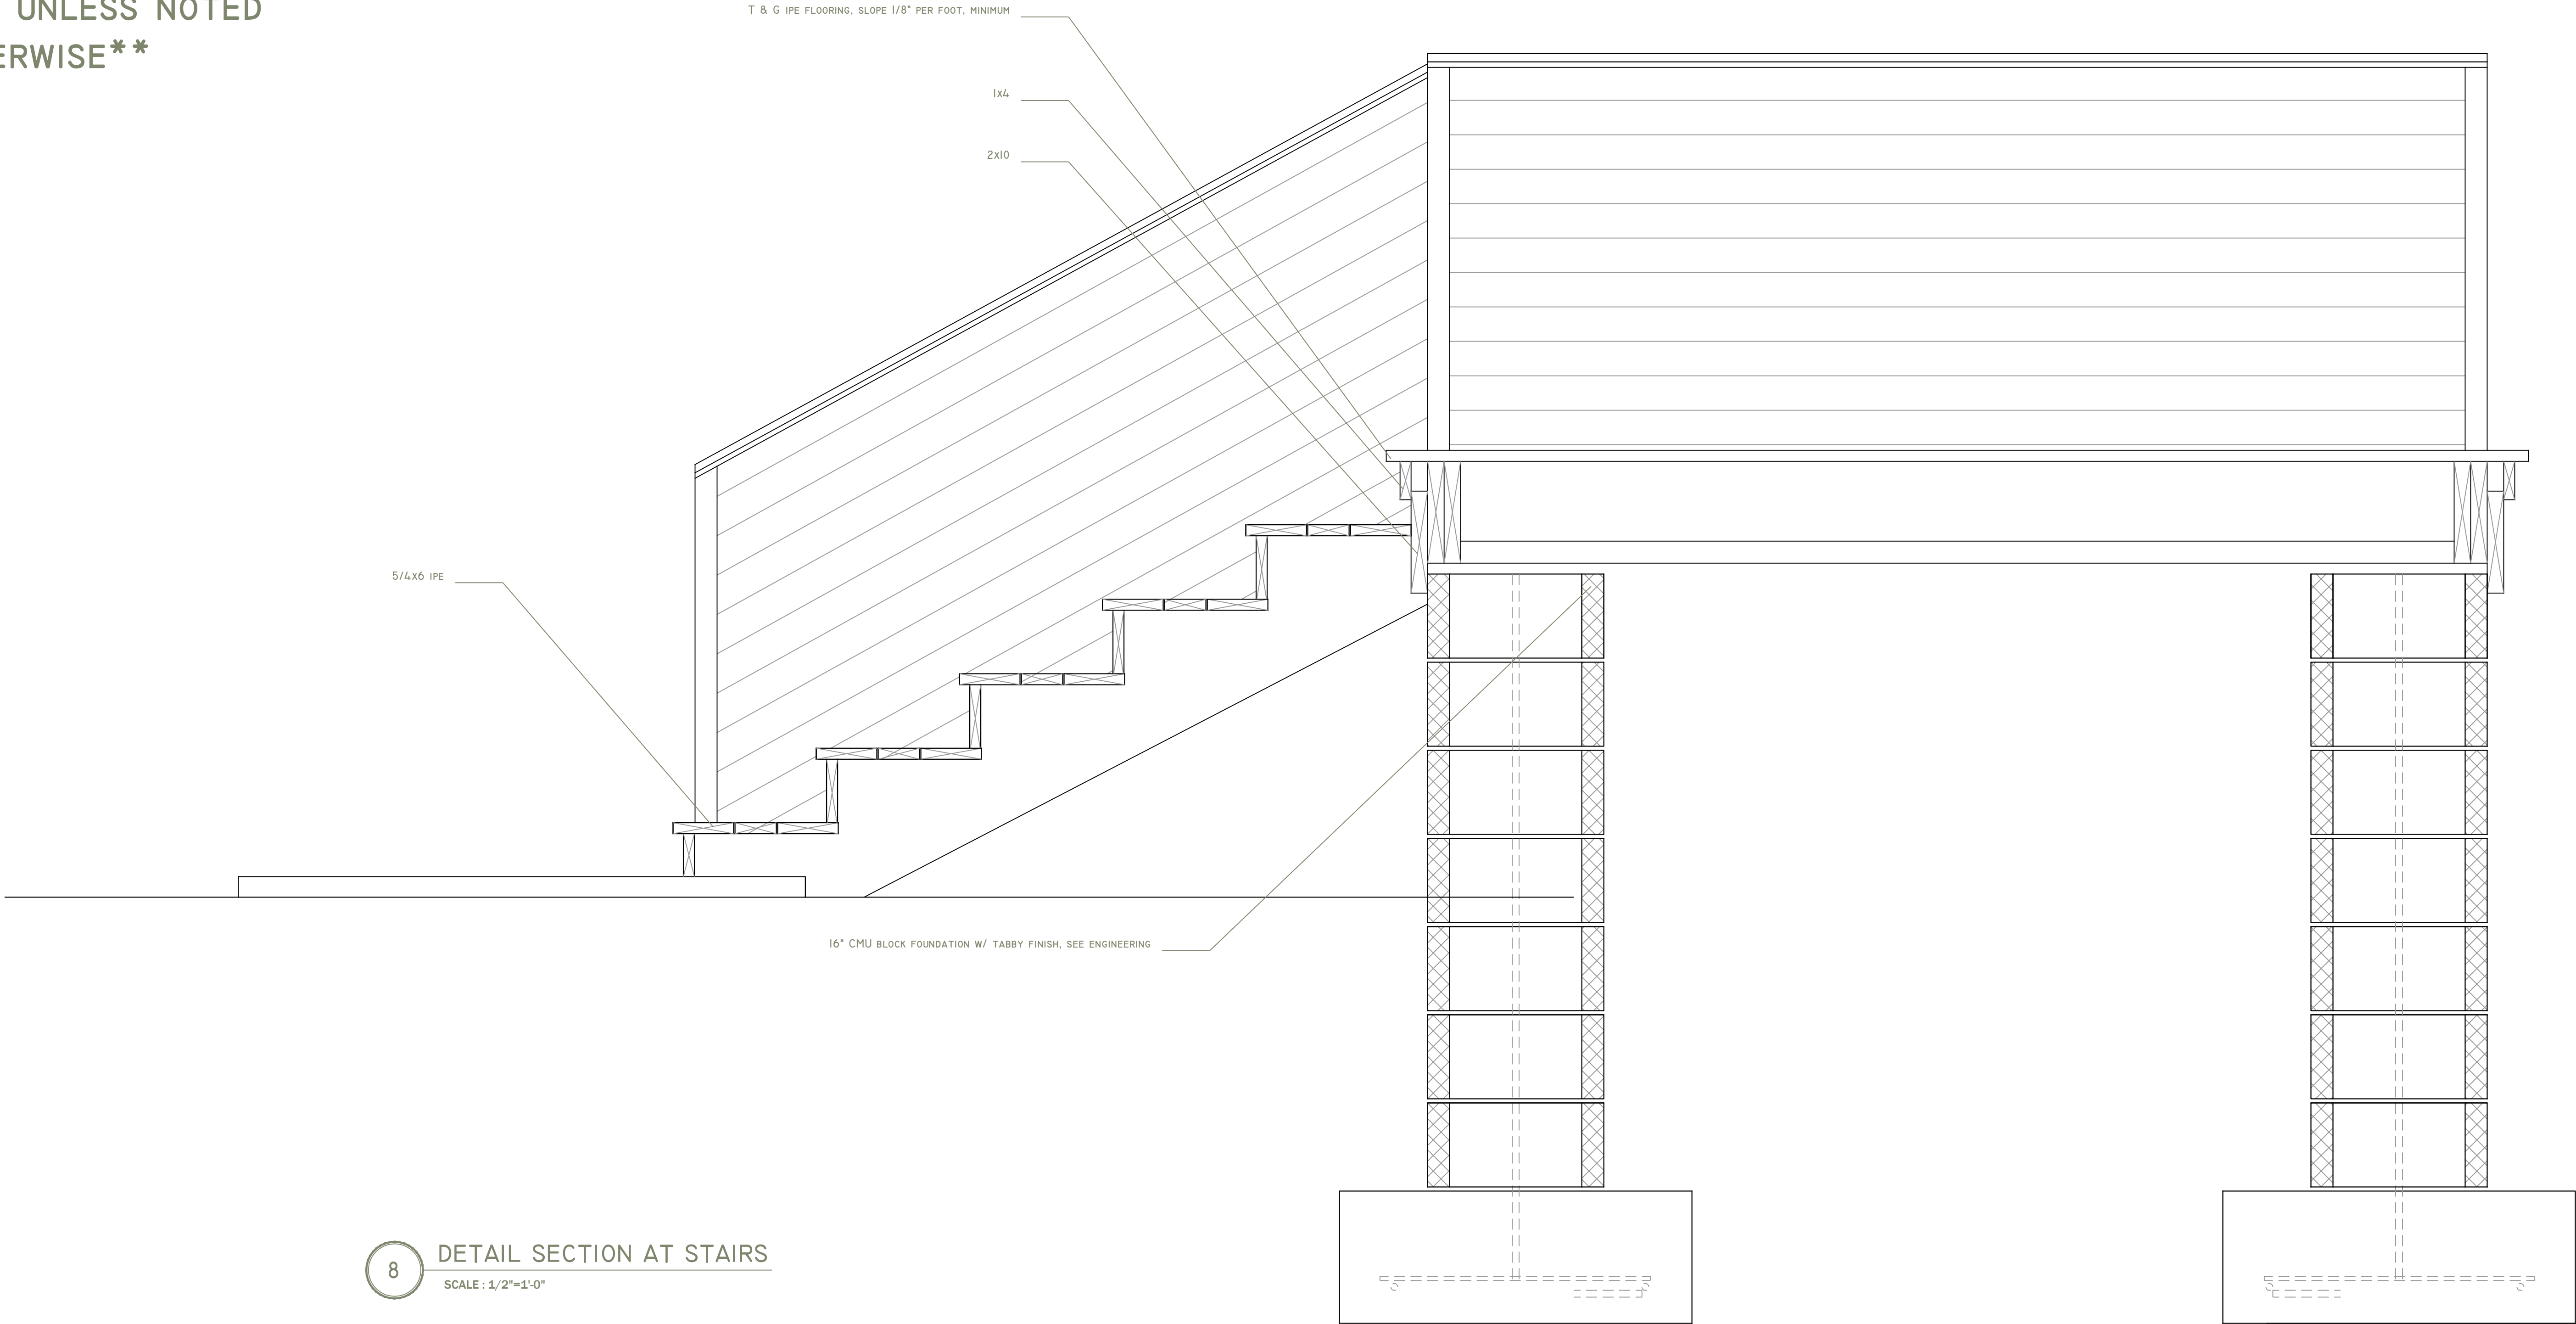 UNLESS NOTED
ERWISE**
T & G IPE FLOORING, SLOPE 1/8" PER FOOT, MINIMUM
1X4
2X10
5/4X6 IPE
16" CMU BLOCK FOUNDATION W/ TABBY FINISH, SEE ENGINEERING
8
DETAIL SECTION AT STAIRS
SCALE : 1/2"=1'-0"